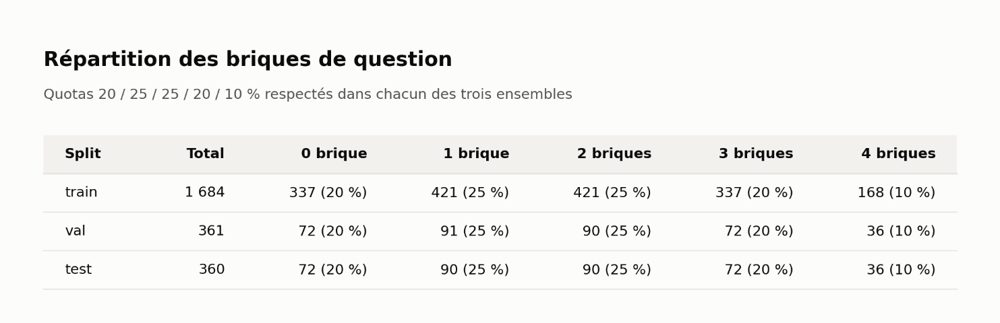 Répartition des briques de question
Quotas 20 / 25 / 25 / 20 / 10 % respectés dans chacun des trois ensembles
Split Total 0 brique 1 brique 2 briques 3 briques 4 briques
train 1 684 337 (20 %) 421 (25 %) 421 (25 %) 337 (20 %) 168 (10 %)
val 361 72 (20 %) 91 (25 %) 90 (25 %) 72 (20 %) 36 (10 %)
test 360 72 (20 %) 90 (25 %) 90 (25 %) 72 (20 %) 36 (10 %)